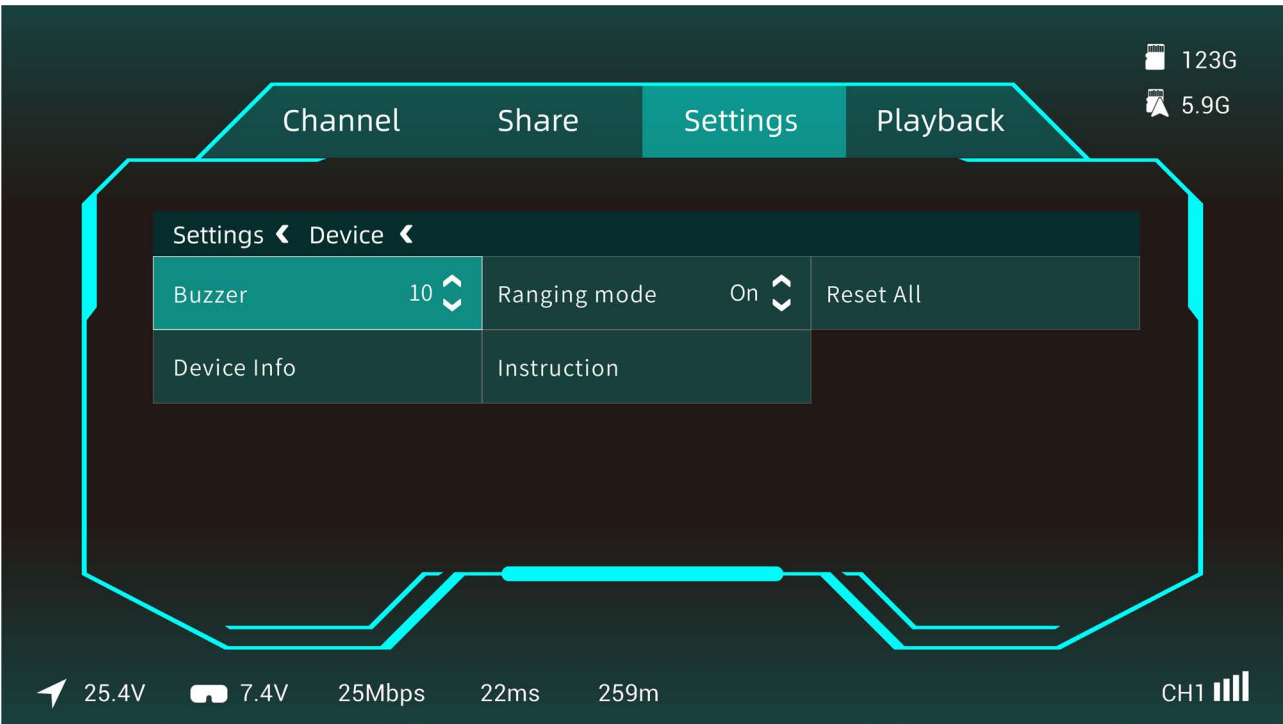 123G
5.9G
Channel Share Settings Playback
Settings Device
Buzzer 10 Ranging mode On Reset All
Device Info Instruction
25.4V 7.4V 25Mbps 22ms 259m CH1